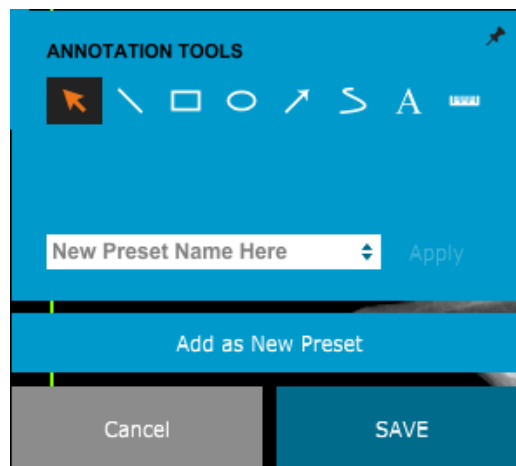 ANNOTATION TOOLS
A
New Preset Name Here
Apply
Add as New Preset
Cancel
SAVE